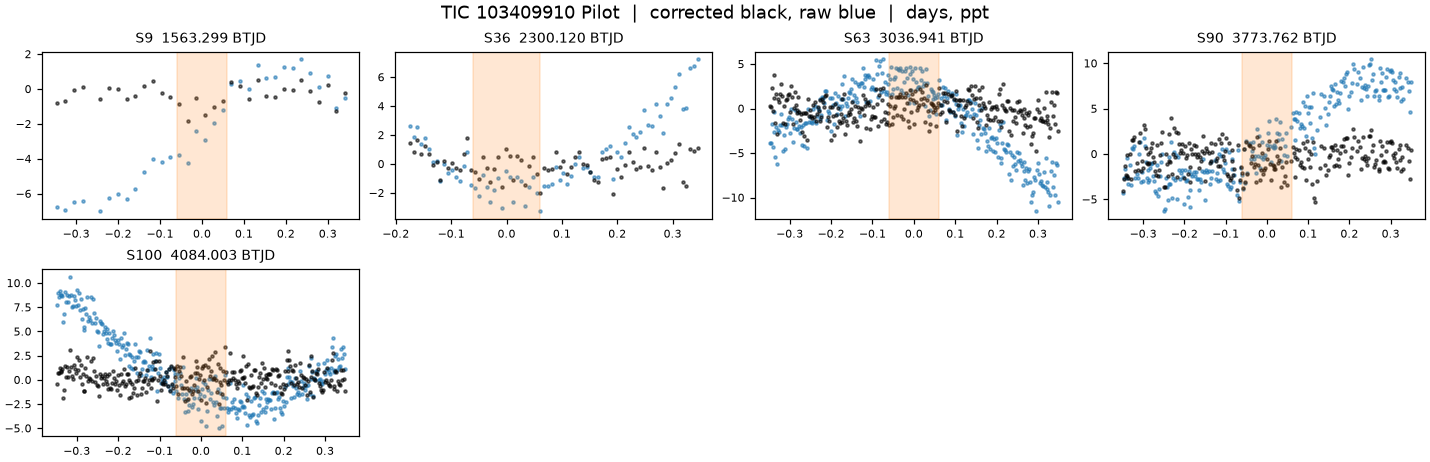 TIC 103409910 Pilot | corrected black, raw blue | days, ppt
S9 1563.299 BTJD
S36 2300.120 BTJD
S63 3036.941 BTJD
S90 3773.762 BTJD
2
0
−2
−4
−6
−0.3 −0.2 −0.1 0.0 0.1 0.2 0.3
6
4
2
0
−2
−0.2 −0.1 0.0 0.1 0.2 0.3
5
0
−5
−10
−0.3 −0.2 −0.1 0.0 0.1 0.2 0.3
10
5
0
−5
−0.3 −0.2 −0.1 0.0 0.1 0.2 0.3
S100 4084.003 BTJD
10.0
7.5
5.0
2.5
0.0
−2.5
−5.0
−0.3 −0.2 −0.1 0.0 0.1 0.2 0.3